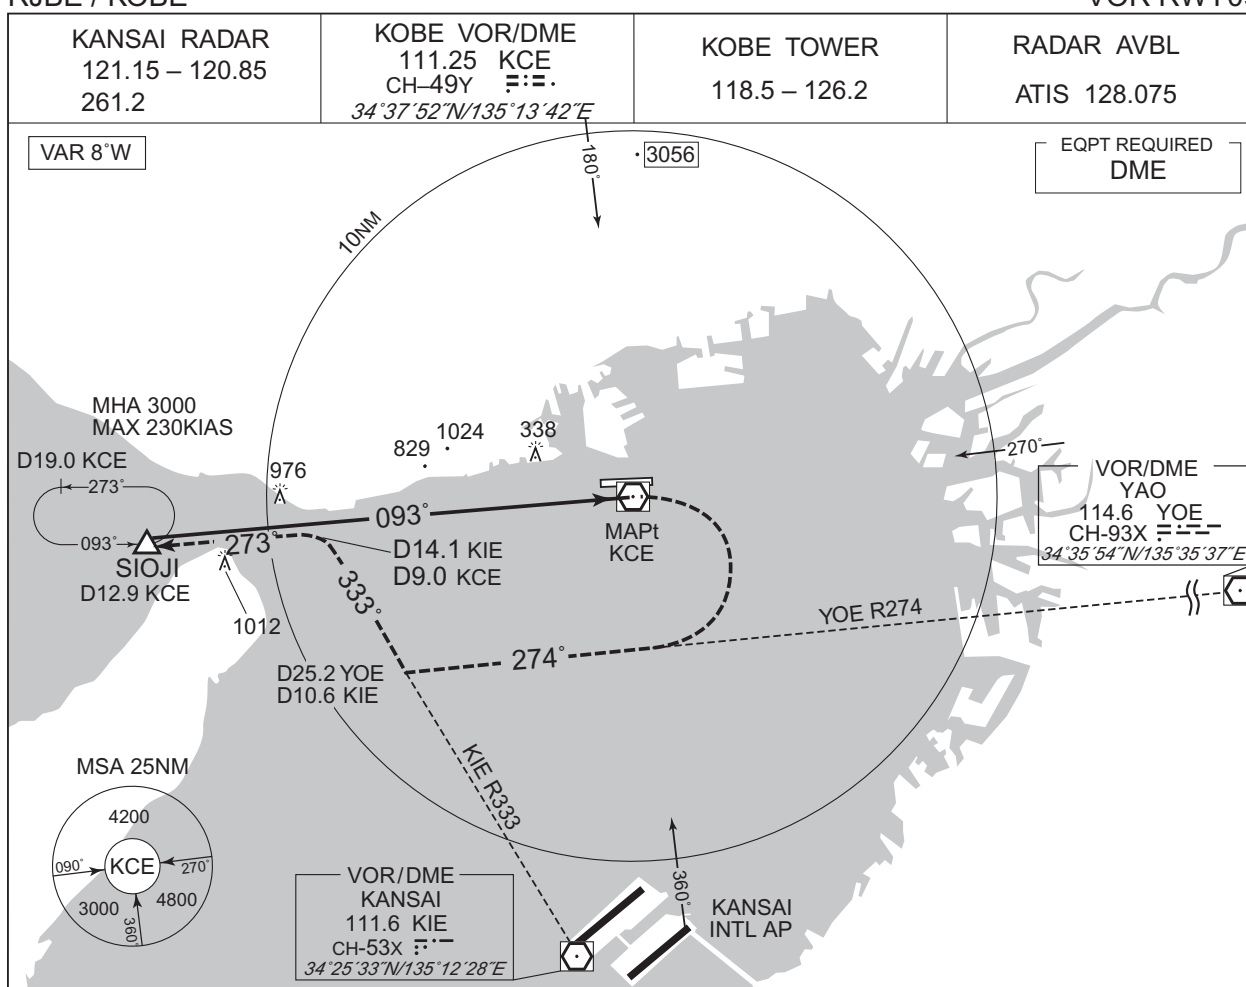 RJBE / KOBE
VOR RWY 09
KANSAI RADAR
121.15 – 120.85
261.2
KOBE VOR/DME
111.25 KCE
CH–49Y
34°37´52˝N/135°13´42˝E
KOBE TOWER
118.5 – 126.2
RADAR AVBL
ATIS 128.075
VAR 8°W
EQPT REQUIRED
DME
180°
3056
10NM
MHA 3000
MAX 230KIAS
D19.0 KCE
273°
093°
SIOJI
D12.9 KCE
976
829
1024
338
093°
273°
MAPt
KCE
D14.1 KIE
D9.0 KCE
333°
1012
270°
VOR/DME
YAO
114.6 YOE
CH-93X
34°35´54˝N/135°35´37˝E
YOE R274
274°
D25.2 YOE
D10.6 KIE
KIE R333
MSA 25NM
4200
090°
KCE
270°
3000
4800
360°
VOR/DME
KANSAI
111.6 KIE
CH-53X
34°25´33˝N/135°12´28˝E
360°
KANSAI
INTL AP